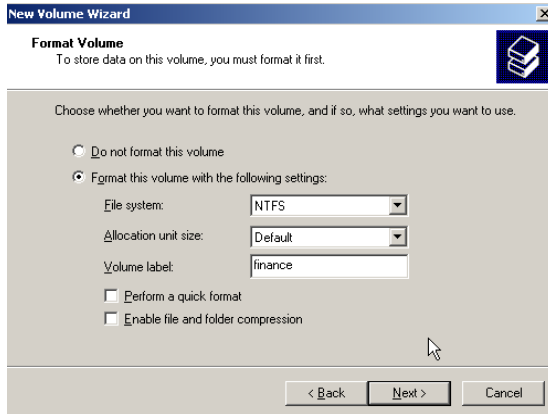 New Volume Wizard
Format Volume
To store data on this volume, you must format it first.
Choose whether you want to format this volume, and if so, what settings you want to use.
Do not format this volume
Format this volume with the following settings:
File system: NTFS
Allocation unit size: Default
Volume label: finance
Perform a quick format
Enable file and folder compression
< Back Next > Cancel